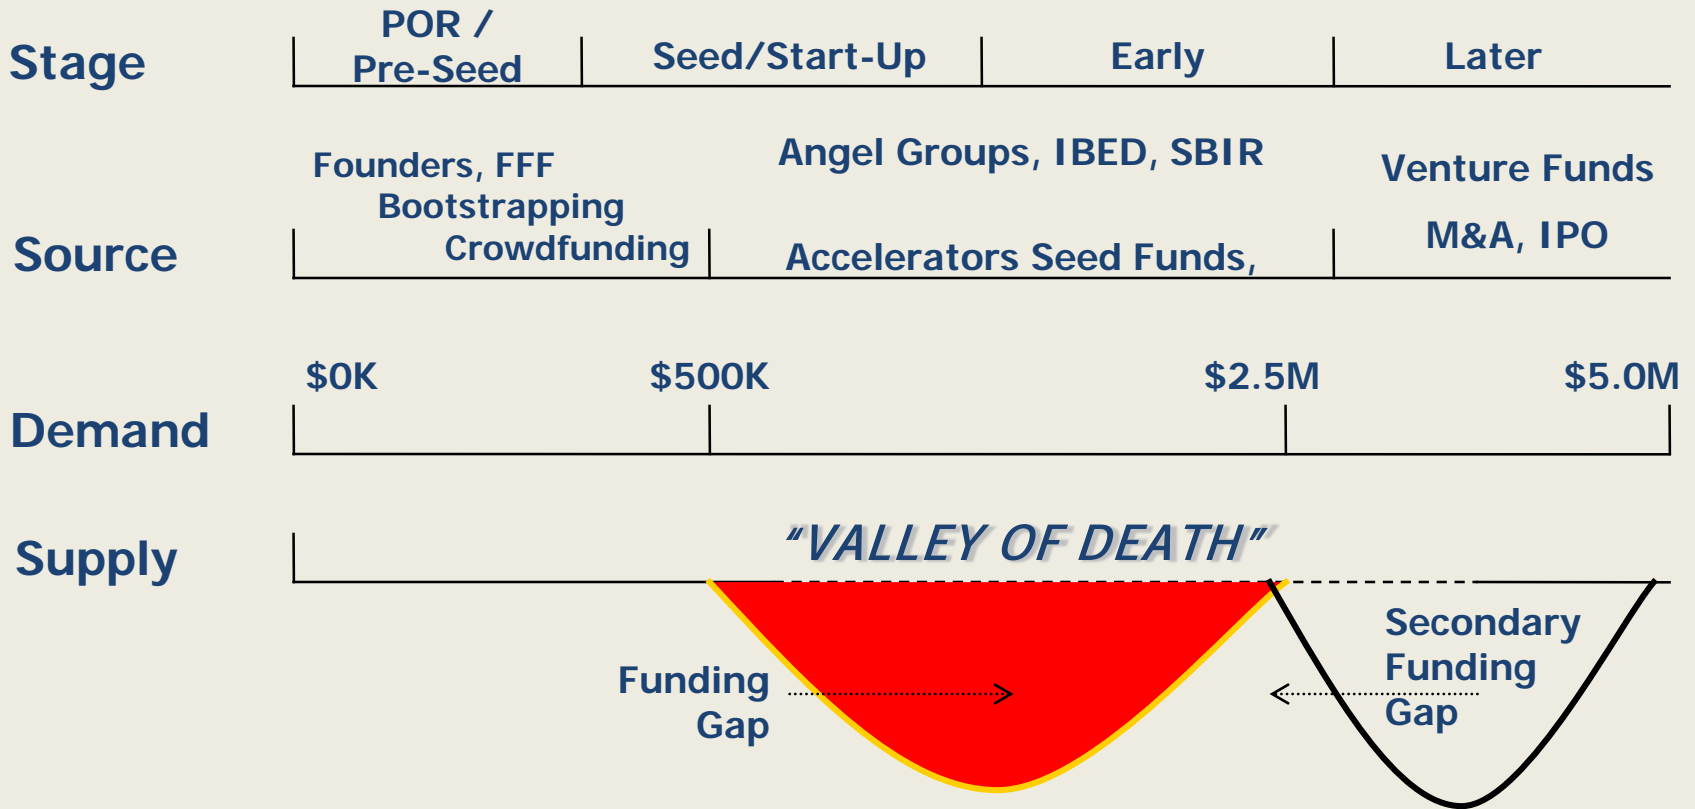 Stage
POR /
Pre-Seed
Seed/Start-Up
Early
Later
Source
Founders, FFF
Bootstrapping
Crowdfunding
Angel Groups, IBED, SBIR
Accelerators Seed Funds,
Venture Funds
M&A, IPO
Demand
$0K
$500K
$2.5M
$5.0M
Supply
"VALLEY OF DEATH"
Funding
Gap
Secondary
Funding
Gap